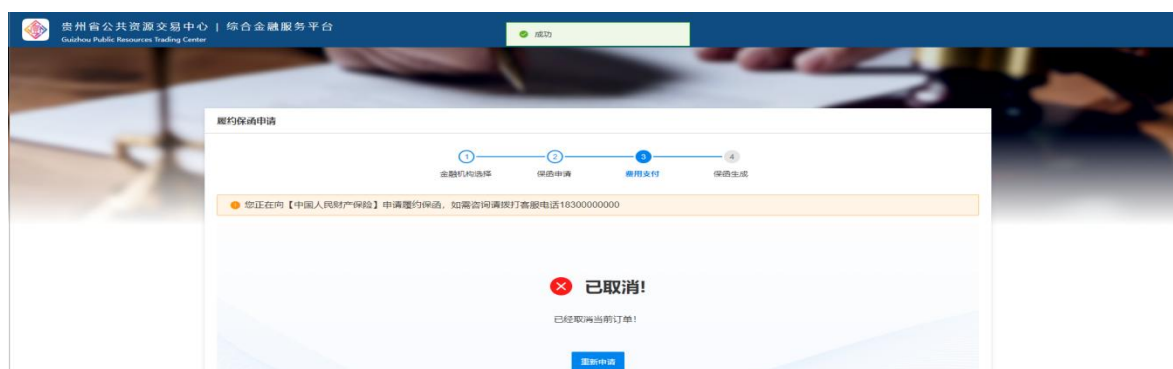 贵州省公共资源交易中心 | 综合金融服务平台
Guizhou Public Resources Trading Center
成功
履约保函申请
1 2 3 4
金融机构选择 保函申请 费用支付 保函生成
您正在向【中国人民财产保险】申请履约保函，如需咨询请拨打客服电话18300000000
已取消!
已经取消当前订单!
重新申请